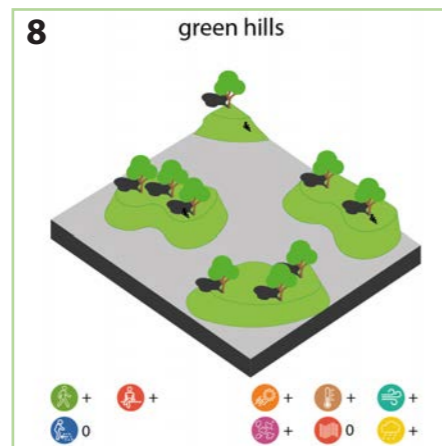 8
green hills
+ + + + +
0 + 0 +